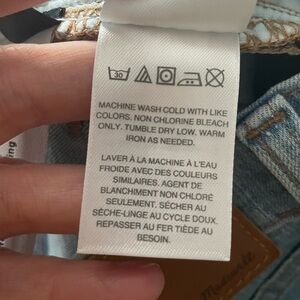 30
MACHINE WASH COLD WITH LIKE
COLORS. NON CHLORINE BLEACH
ONLY. TUMBLE DRY LOW. WARM
IRON AS NEEDED.
LAVER À LA MACHINE À L'EAU
FROIDE AVEC DES COULEURS
SIMILAIRES. AGENT DE
BLANCHIMENT NON CHLORÉ
SEULEMENT. SÉCHER AU
SÈCHE-LINGE AU CYCLE DOUX.
REPASSER AU FER TIÈDE AU
BESOIN.
Madewell